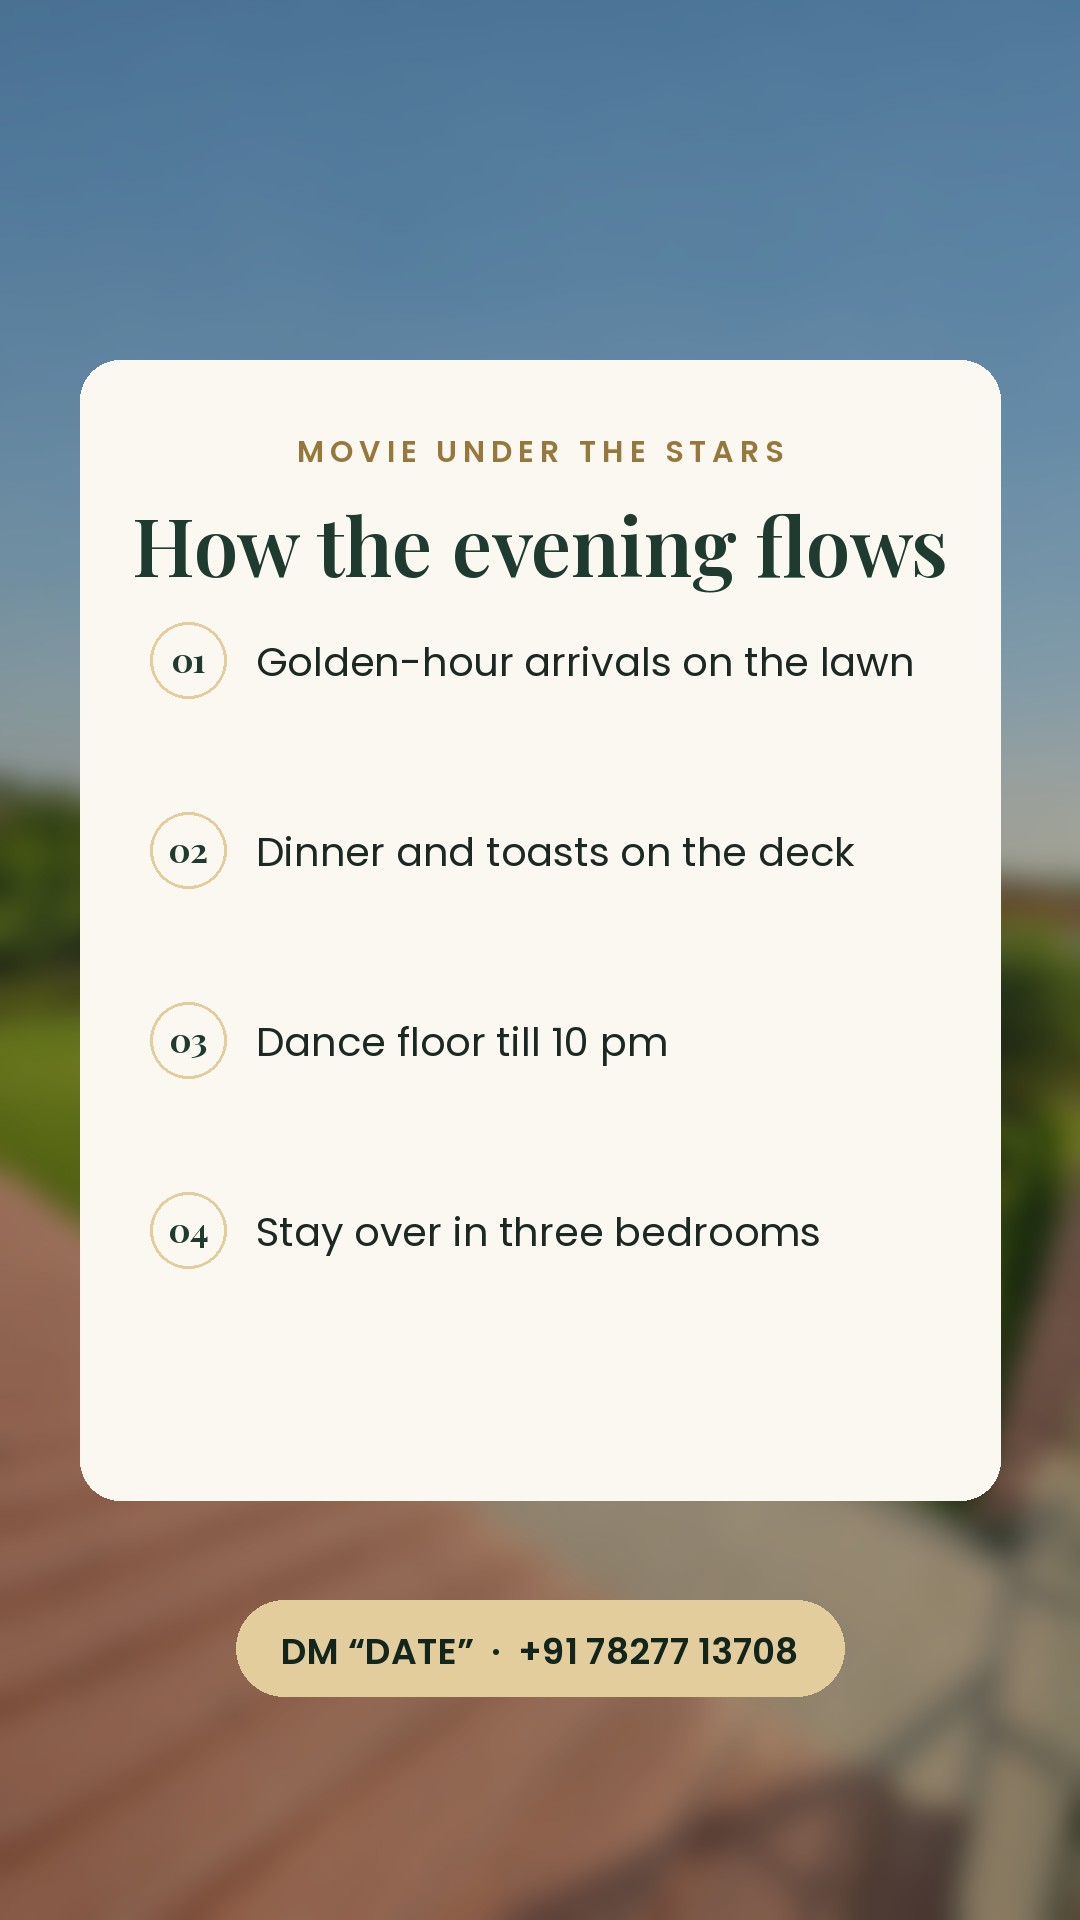 MOVIE UNDER THE STARS
How the evening flows
01 Golden-hour arrivals on the lawn
02 Dinner and toasts on the deck
03 Dance floor till 10 pm
04 Stay over in three bedrooms
DM “DATE” · +91 78277 13708